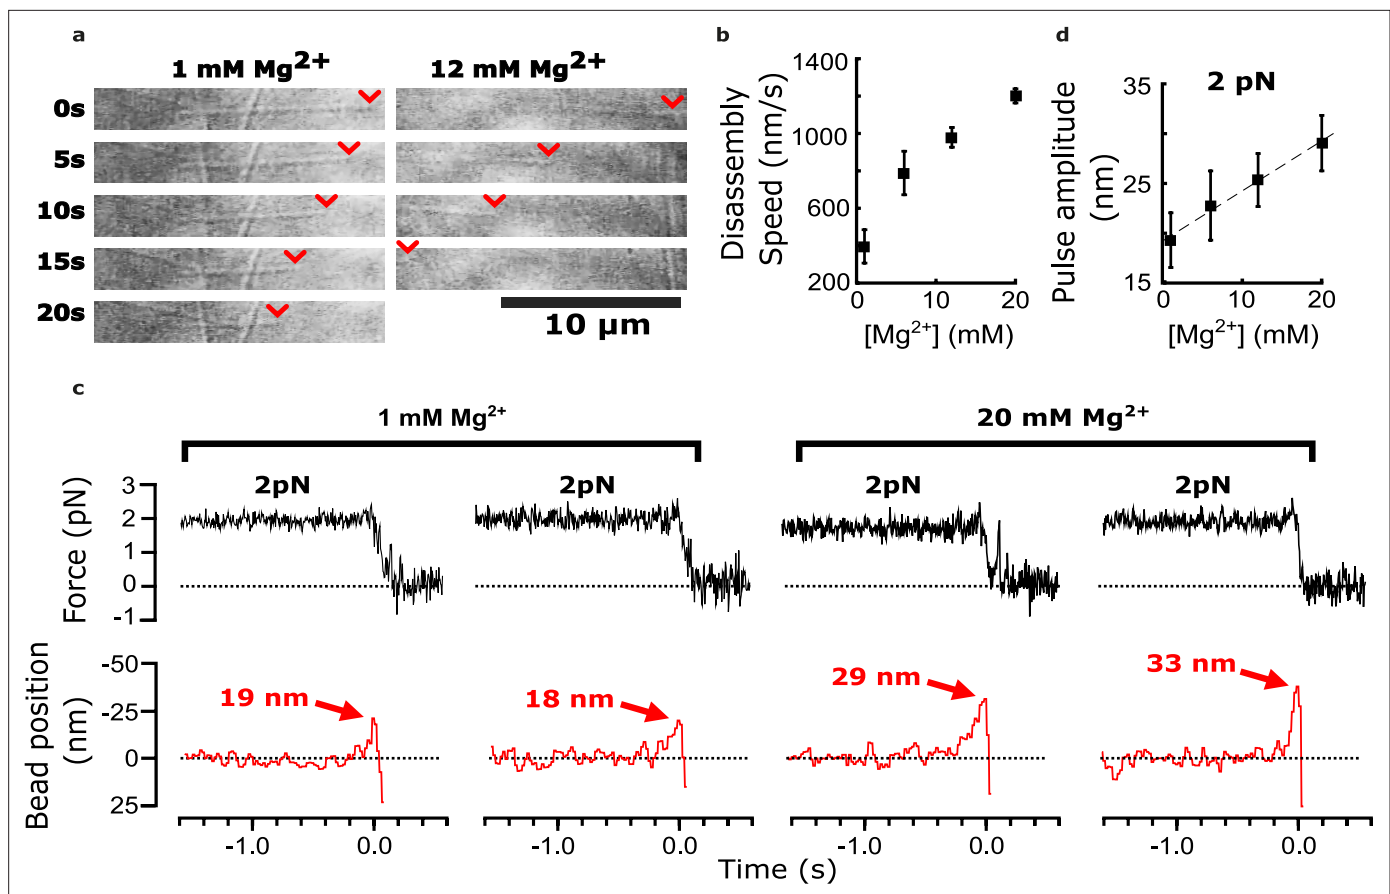 a
1 mM Mg2+
12 mM Mg2+
0s
5s
10s
15s
20s
10 µm
b
Disassembly
Speed (nm/s)
1400
1000
600
200
0
10
20
[Mg2+] (mM)
d
2 pN
Pulse amplitude
(nm)
35
25
15
0
10
20
[Mg2+] (mM)
c
1 mM Mg2+
20 mM Mg2+
Force (pN)
3
2
1
0
-1
2pN
2pN
2pN
2pN
Bead position
(nm)
-50
-25
0
25
19 nm
18 nm
29 nm
33 nm
-1.0
0.0
-1.0
0.0
-1.0
0.0
-1.0
0.0
Time (s)